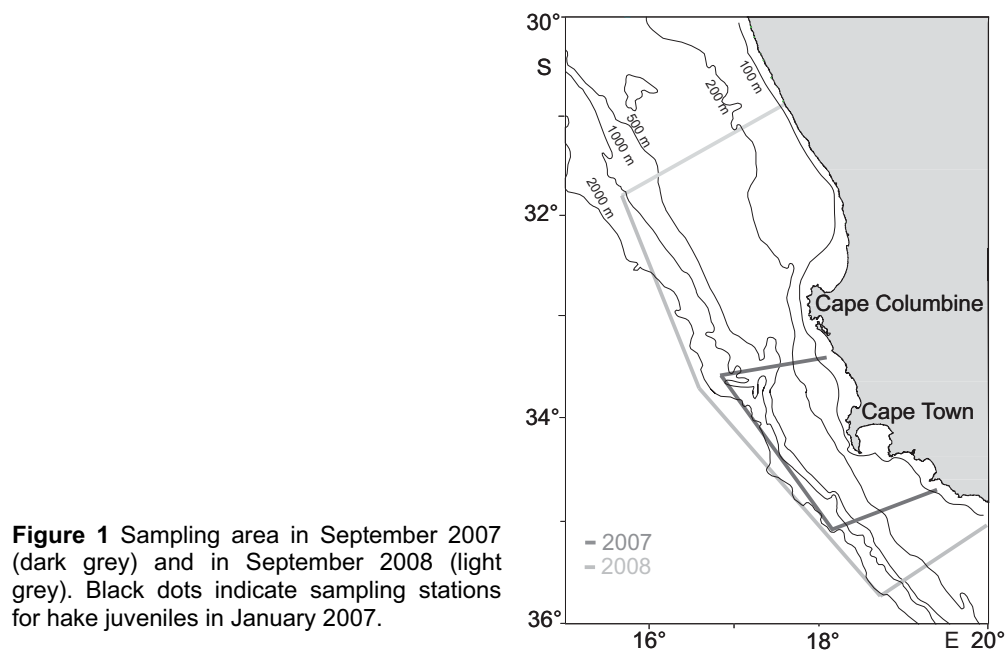 30°
S
100 m
200 m
500 m
1000 m
2000 m
32°
Cape Columbine
34°
Cape Town
2007
2008
36°
16°
18°
E 20°
Figure 1 Sampling area in September 2007
(dark grey) and in September 2008 (light
grey). Black dots indicate sampling stations
for hake juveniles in January 2007.